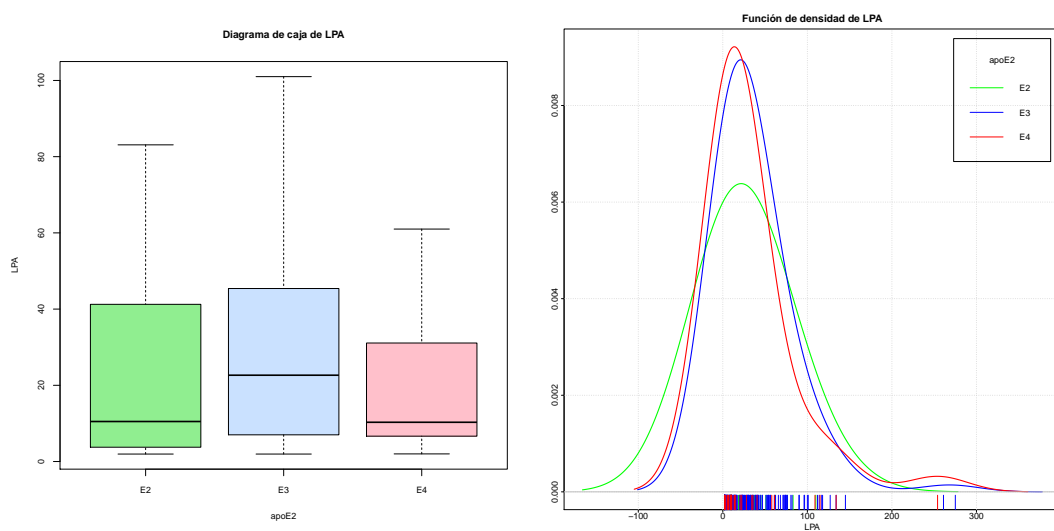 Diagrama de caja de LPA
LPA
100
80
60
40
20
0
E2
E3
E4
apoE2
Función de densidad de LPA
apoE2
E2
E3
E4
0.008
0.006
0.004
0.002
0.000
−100
0
100
200
300
LPA